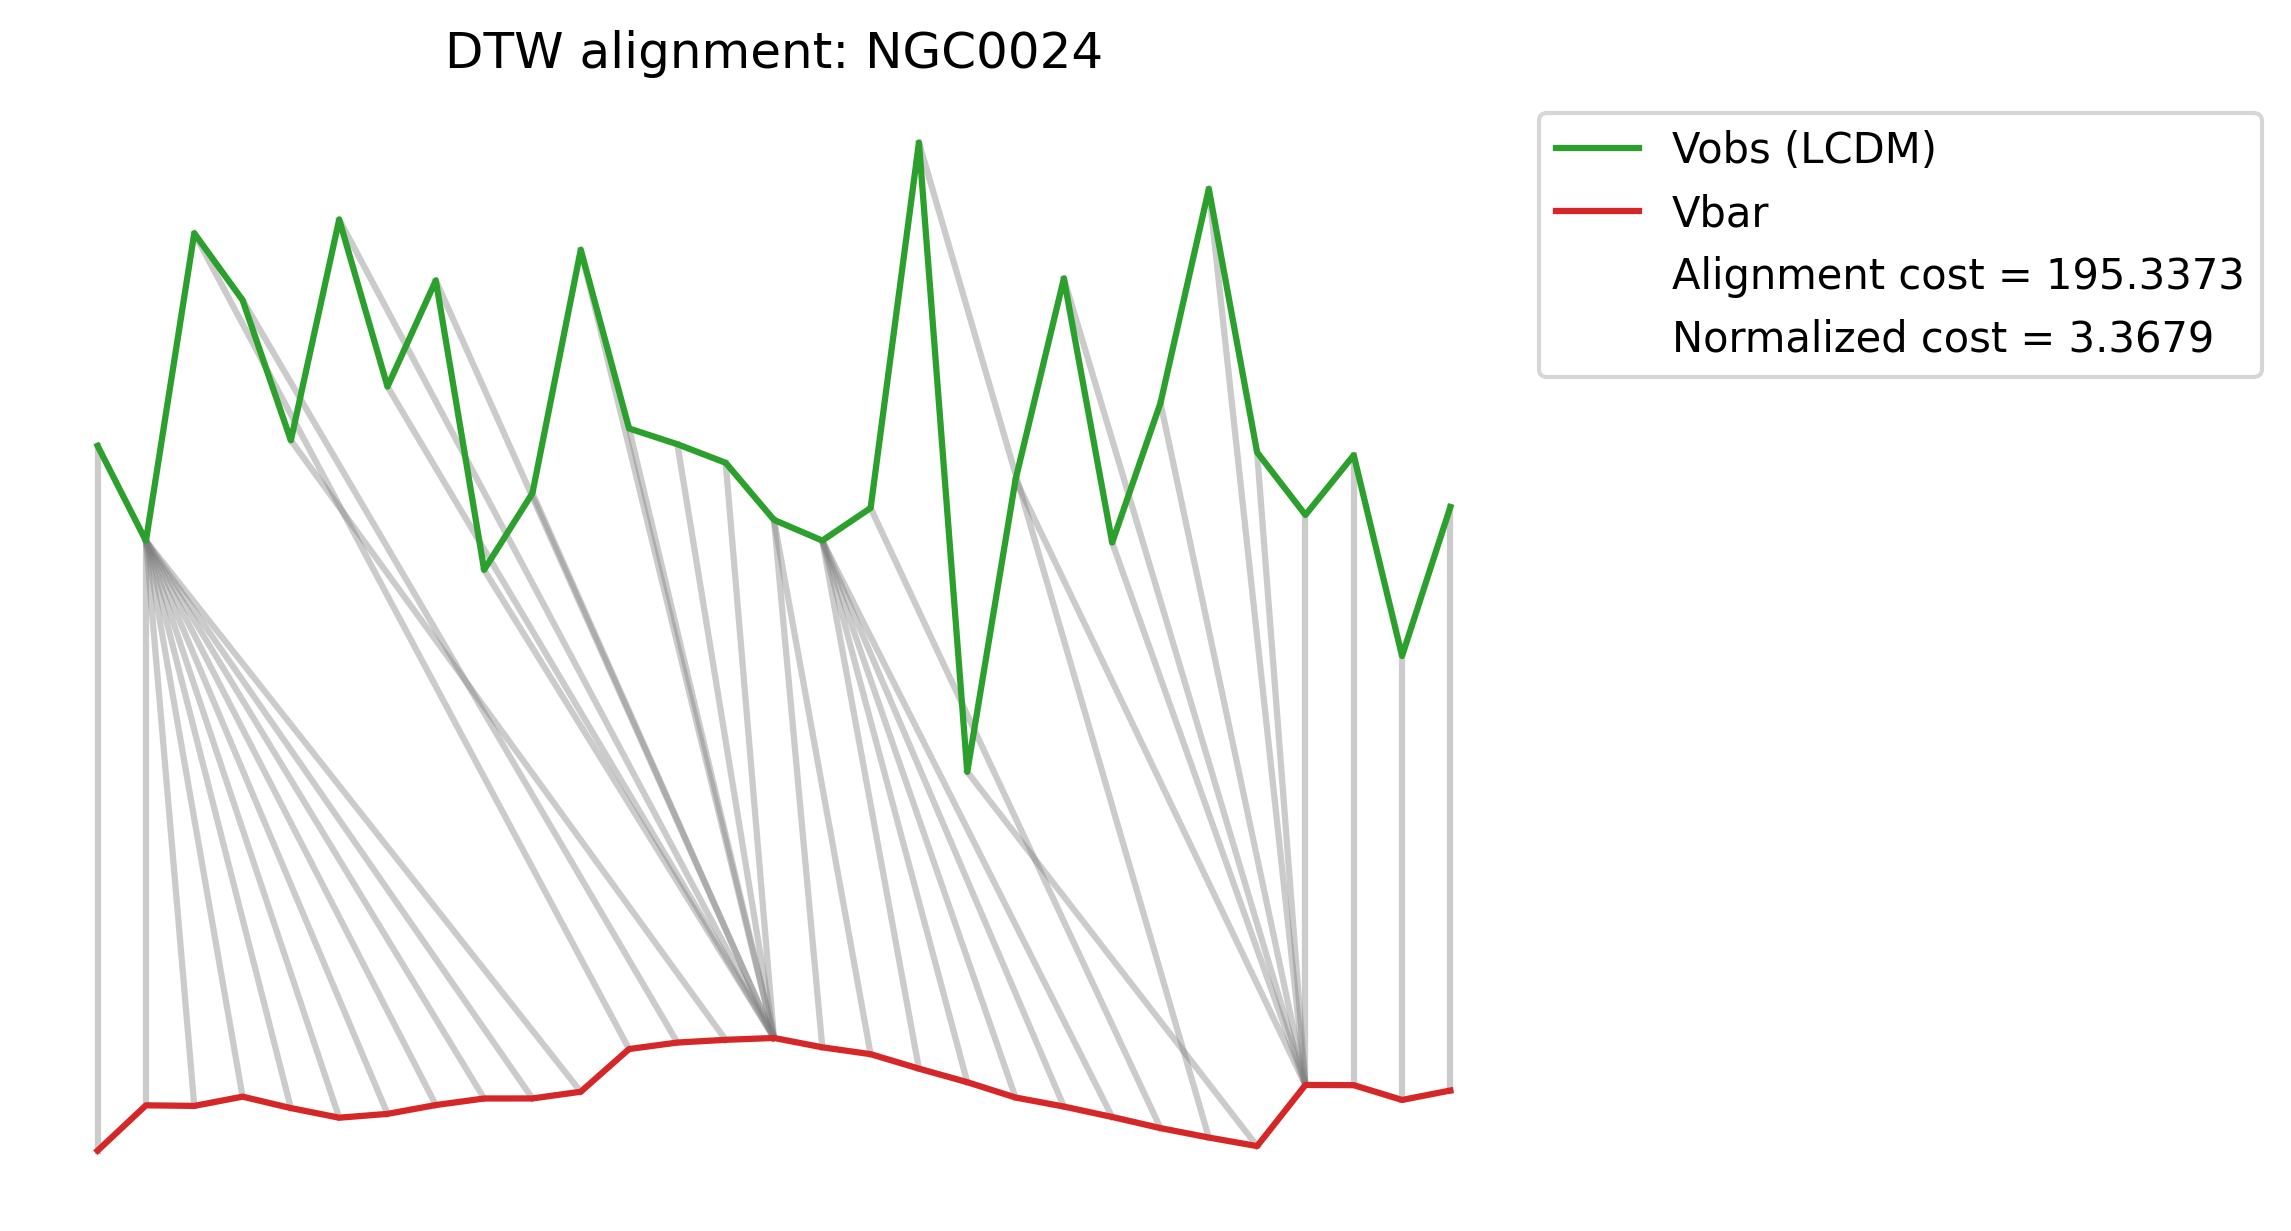 DTW alignment: NGC0024
Vobs (LCDM)
Vbar
Alignment cost = 195.3373
Normalized cost = 3.3679